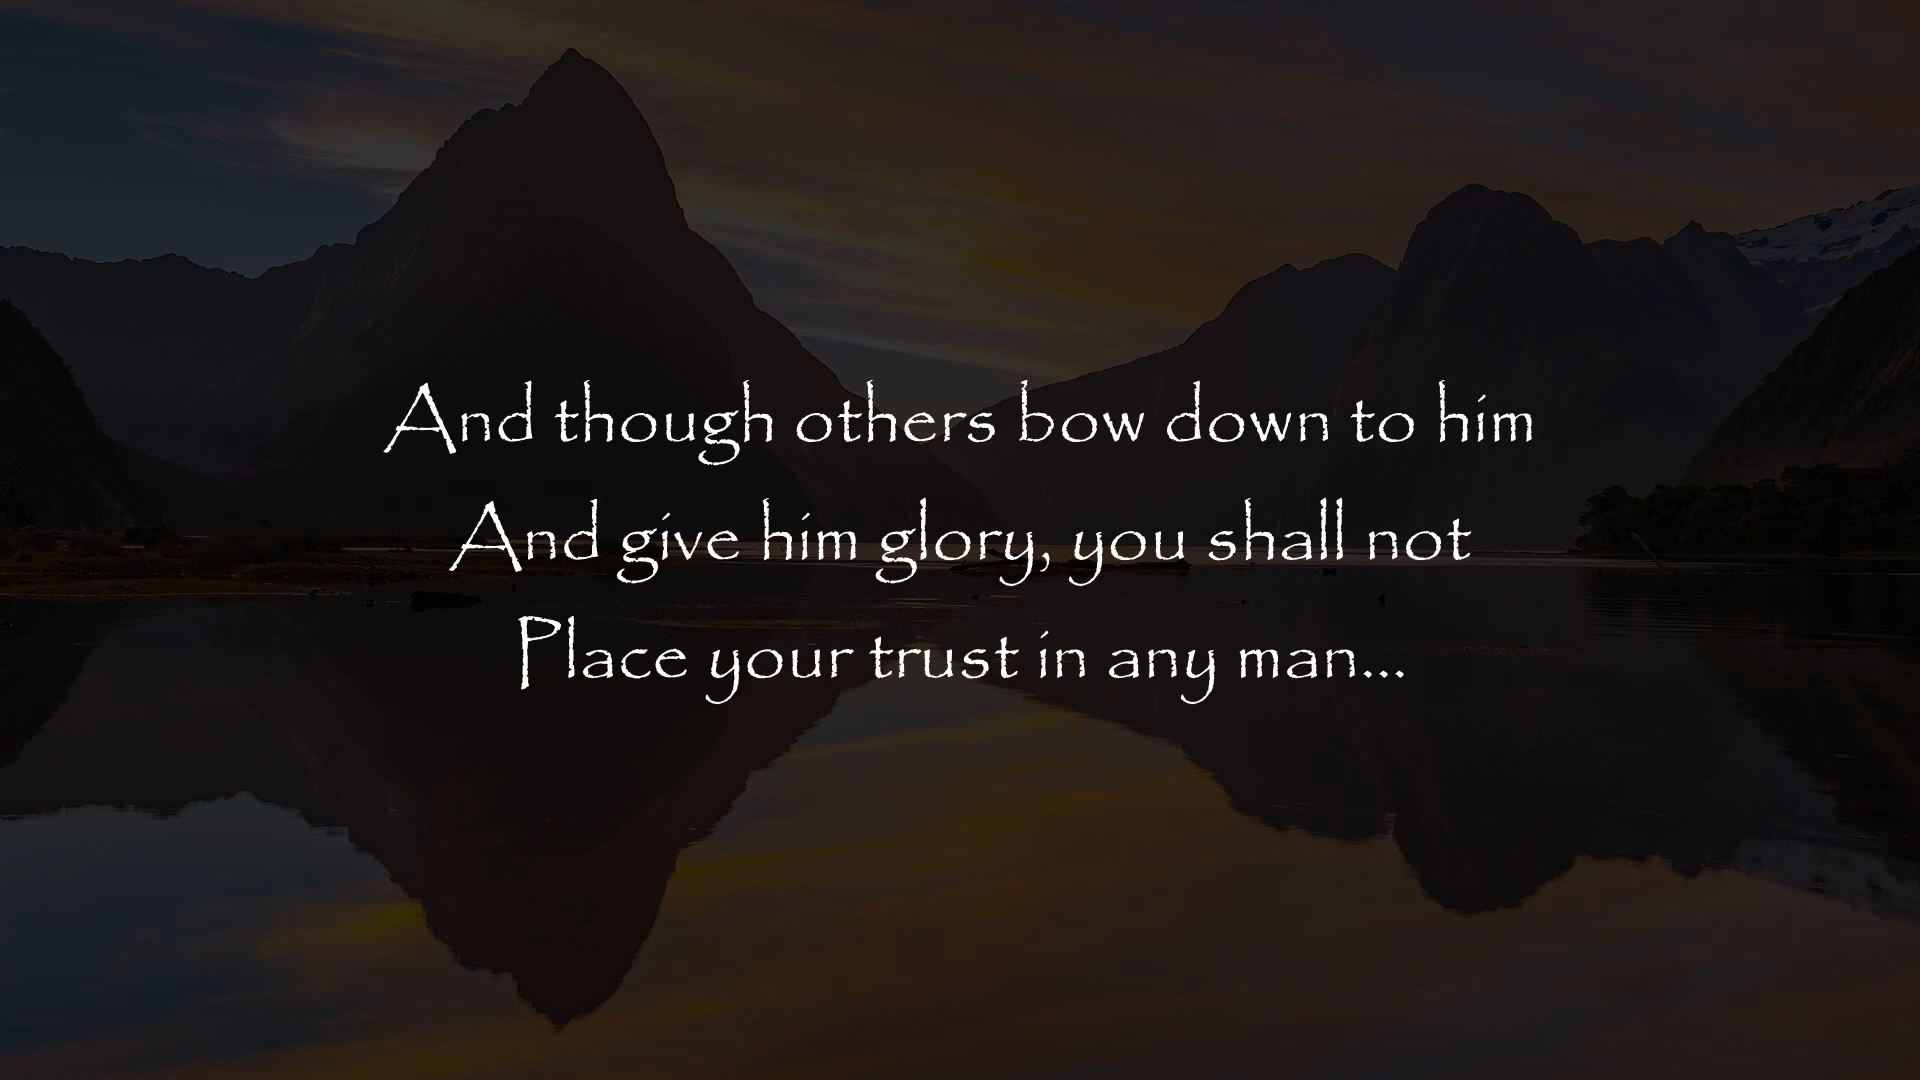 And though others bow down to him
And give him glory, you shall not
Place your trust in any man...